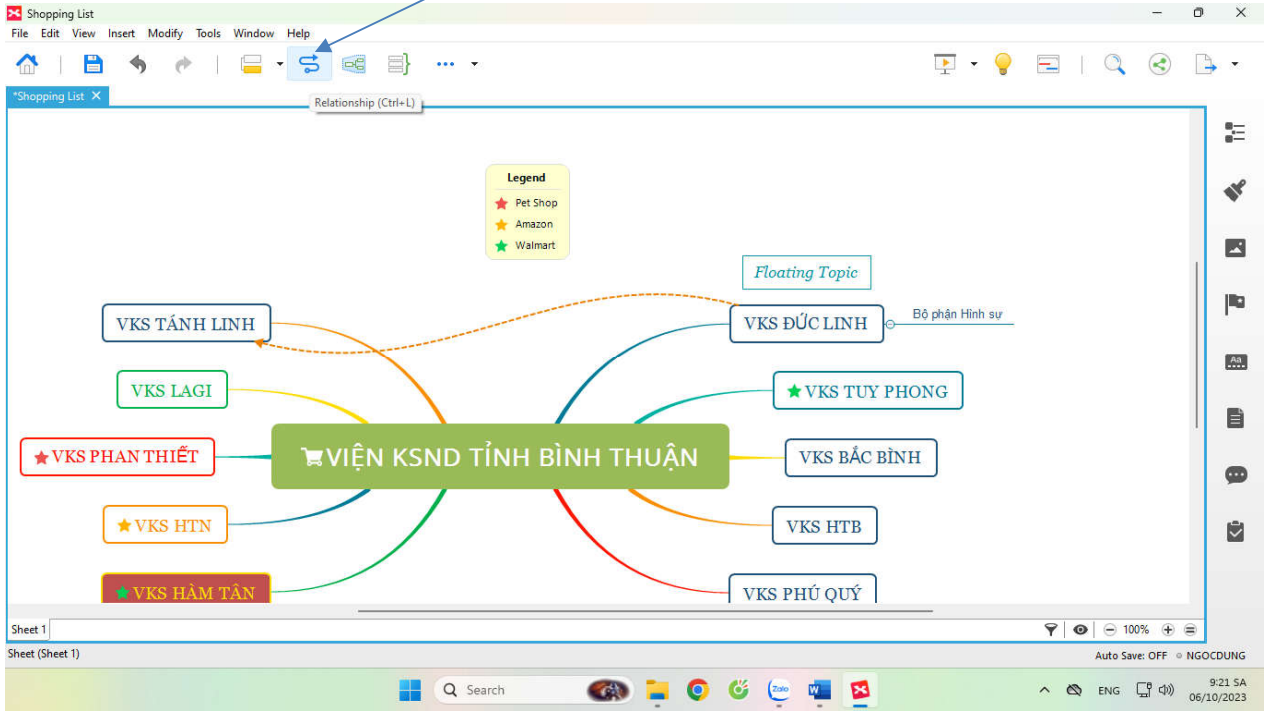 Shopping List
File Edit View Insert Modify Tools Window Help
*Shopping List
Relationship (Ctrl+L)
Legend
Pet Shop
Amazon
Walmart
Floating Topic
VKS TÁNH LINH
VKS ĐỨC LINH
Bộ phận Hình sự
VKS LAGI
VKS TUY PHONG
VKS PHAN THIẾT
VIỆN KSND TỈNH BÌNH THUẬN
VKS BẮC BÌNH
VKS HTN
VKS HTB
VKS HÀM TÂN
VKS PHÚ QUÝ
Aa
Sheet 1
100%
Sheet (Sheet 1)
Auto Save: OFF
NGOCDUNG
Search
Zalo
W
ENG
9:21 SA
06/10/2023